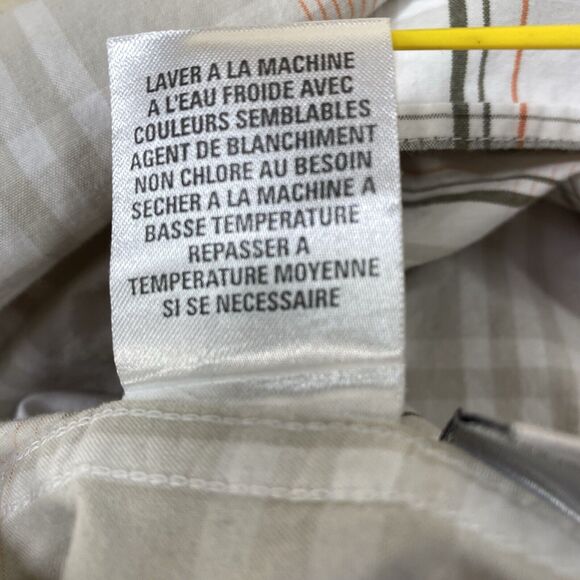 LAVER A LA MACHINE
A L'EAU FROIDE AVEC
COULEURS SEMBLABLES
AGENT DE BLANCHIMENT
NON CHLORE AU BESOIN
SECHER A LA MACHINE A
BASSE TEMPERATURE
REPASSER A
TEMPERATURE MOYENNE
SI SE NECESSAIRE